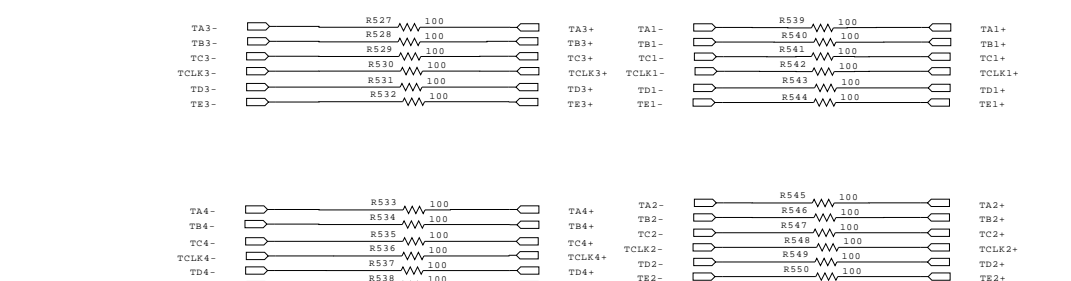 TA3- R527 100 TA3+ TA1- R539 100 TA1+
TB3- R528 100 TB3+ TB1- R540 100 TB1+
TC3- R529 100 TC3+ TC1- R541 100 TC1+
TCLK3- R530 100 TCLK3+ TCLK1- R542 100 TCLK1+
TD3- R531 100 TD3+ TD1- R543 100 TD1+
TE3- R532 100 TE3+ TE1- R544 100 TE1+
TA4- R533 100 TA4+ TA2- R545 100 TA2+
TB4- R534 100 TB4+ TB2- R546 100 TB2+
TC4- R535 100 TC4+ TC2- R547 100 TC2+
TCLK4- R536 100 TCLK4+ TCLK2- R548 100 TCLK2+
TD4- R537 100 TD4+ TD2- R549 100 TD2+
R538 100 TE2- R550 100 TE2+